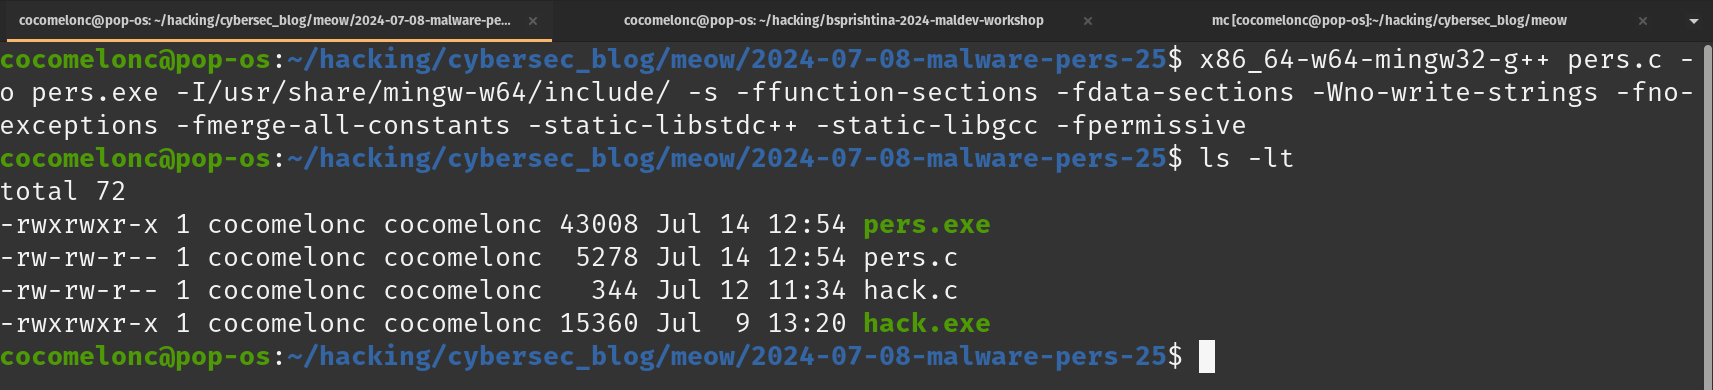 cocomelonc@pop-os: ~/hacking/cybersec_blog/meow/2024-07-08-malware-pe...
cocomelonc@pop-os: ~/hacking/bsprishtina-2024-maldev-workshop
mc [cocomelonc@pop-os]:~/hacking/cybersec_blog/meow
cocomelonc@pop-os:~/hacking/cybersec_blog/meow/2024-07-08-malware-pers-25$ x86_64-w64-mingw32-g++ pers.c -
o pers.exe -I/usr/share/mingw-w64/include/ -s -ffunction-sections -fdata-sections -Wno-write-strings -fno-
exceptions -fmerge-all-constants -static-libstdc++ -static-libgcc -fpermissive
cocomelonc@pop-os:~/hacking/cybersec_blog/meow/2024-07-08-malware-pers-25$ ls -lt
total 72
-rwxrwxr-x 1 cocomelonc cocomelonc 43008 Jul 14 12:54 pers.exe
-rw-rw-r-- 1 cocomelonc cocomelonc  5278 Jul 14 12:54 pers.c
-rw-rw-r-- 1 cocomelonc cocomelonc   344 Jul 12 11:34 hack.c
-rwxrwxr-x 1 cocomelonc cocomelonc 15360 Jul  9 13:20 hack.exe
cocomelonc@pop-os:~/hacking/cybersec_blog/meow/2024-07-08-malware-pers-25$